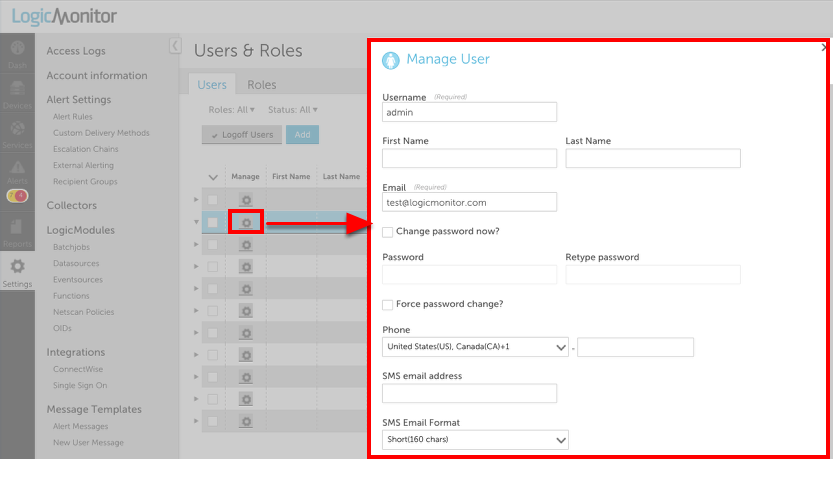 LogicMonitor
Dash
Devices
Services
Alerts
Reports
Settings
Access Logs
Account information
Alert Settings
Alert Rules
Custom Delivery Methods
Escalation Chains
External Alerting
Recipient Groups
Collectors
LogicModules
Batchjobs
Datasources
Eventsources
Functions
Netscan Policies
OIDs
Integrations
ConnectWise
Single Sign On
Message Templates
Alert Messages
New User Message
Users & Roles
Users Roles
Roles: All ▾ Status: All ▾
Logoff Users Add
Manage First Name Last Name
Manage User
Username (Required)
admin
First Name Last Name
Email (Required)
test@logicmonitor.com
Change password now?
Password Retype password
Force password change?
Phone
United States(US), Canada(CA)+1 -
SMS email address
SMS Email Format
Short(160 chars)